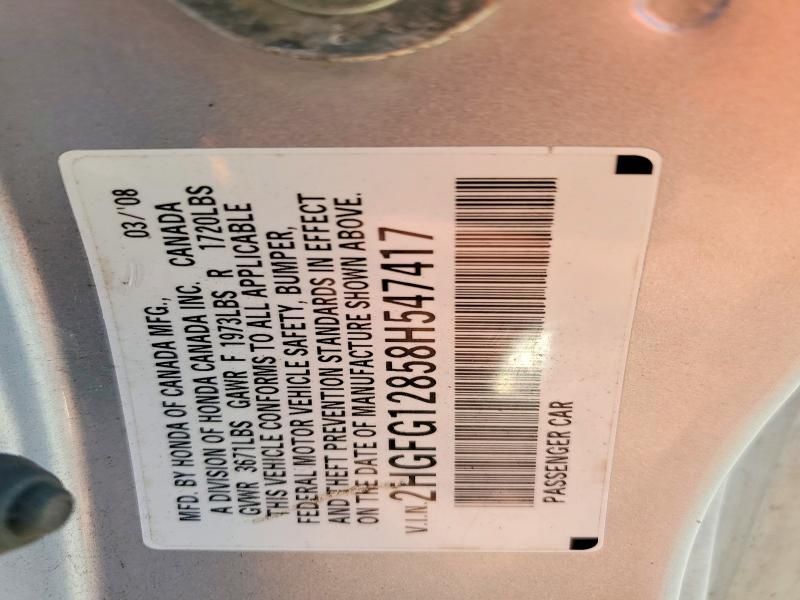 MFD. BY HONDA OF CANADA MFG., 03/'08
A DIVISION OF HONDA CANADA INC. CANADA
GVWR 3671LBS GAWR F 1973LBS R 1720LBS
THIS VEHICLE CONFORMS TO ALL APPLICABLE
FEDERAL MOTOR VEHICLE SAFETY, BUMPER,
AND THEFT PREVENTION STANDARDS IN EFFECT
ON THE DATE OF MANUFACTURE SHOWN ABOVE.
V.I.N. 2HGFG12858H547417
PASSENGER CAR